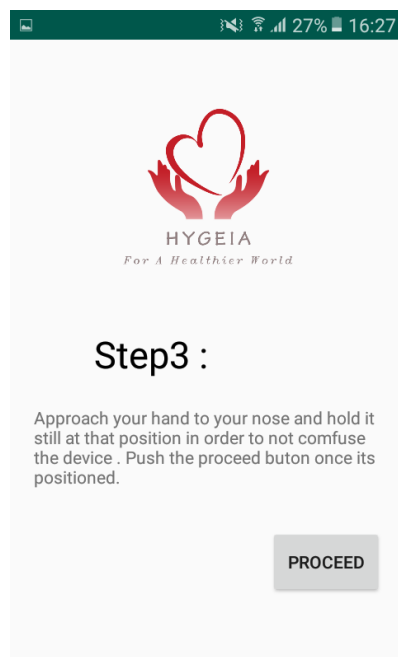 27% 16:27
HYGEIA
For A Healthier World
Step3 :
Approach your hand to your nose and hold it
still at that position in order to not comfuse
the device . Push the proceed buton once its
positioned.
PROCEED